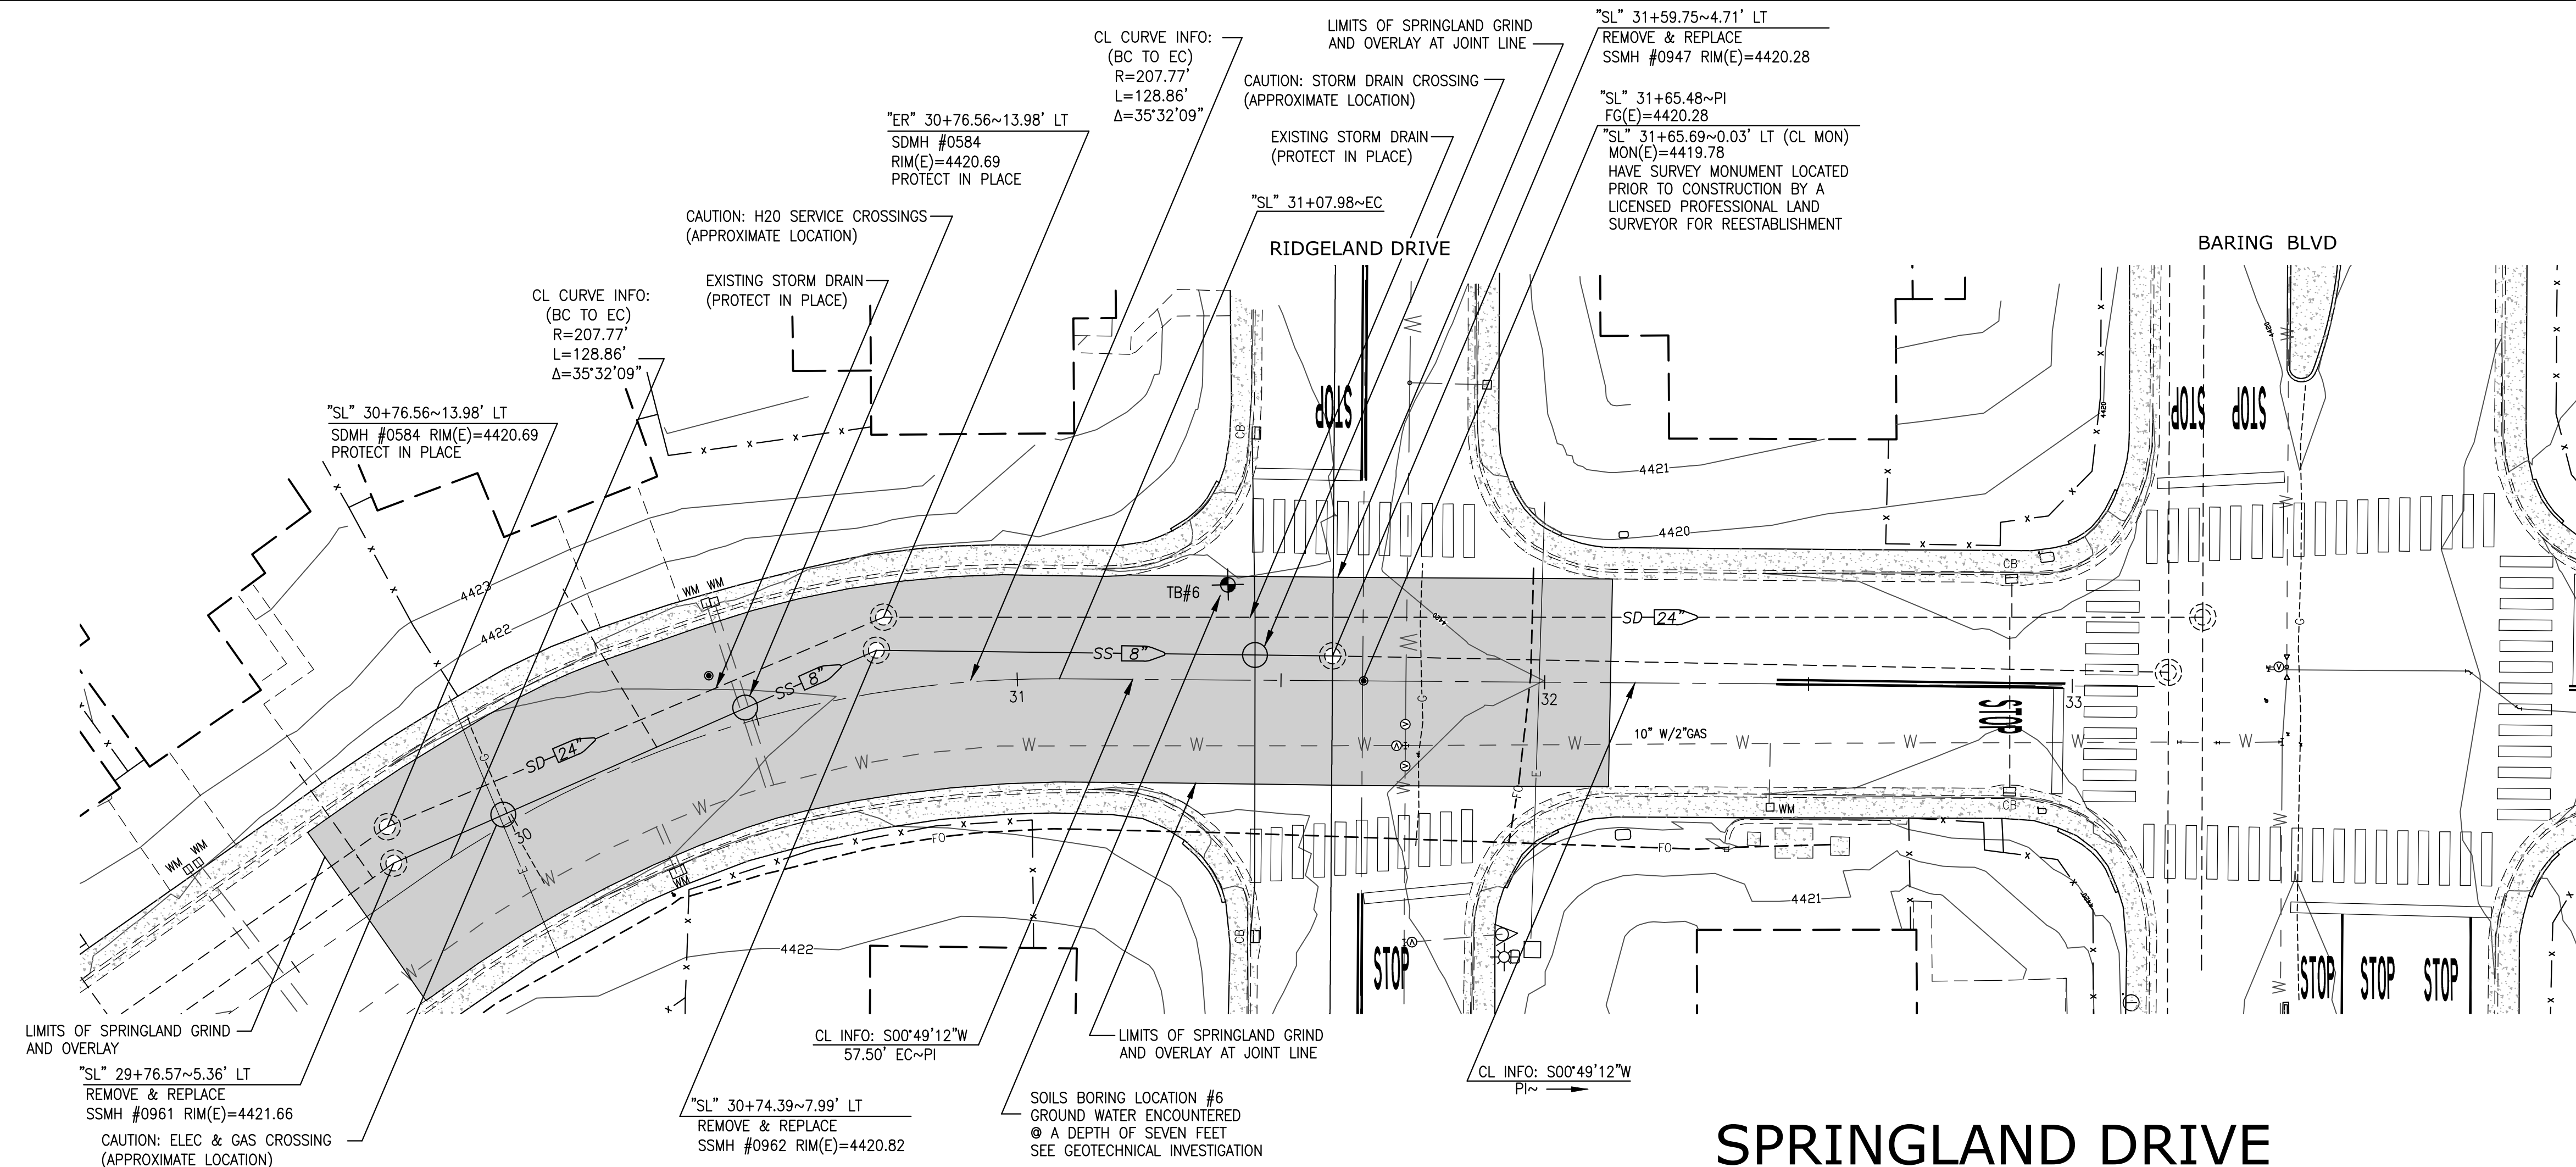 LIMITS OF SPRINGLAND GRIND
AND OVERLAY AT JOINT LINE
"SL" 31+59.75~4.71' LT
REMOVE & REPLACE
SSMH #0947 RIM(E)=4420.28
CL CURVE INFO:
(BC TO EC)
R=207.77'
L=128.86'
Δ=35°32'09"
CAUTION: STORM DRAIN CROSSING
(APPROXIMATE LOCATION)
"SL" 31+65.48~PI
FG(E)=4420.28
"SL" 31+65.69~0.03' LT (CL MON)
MON(E)=4419.78
HAVE SURVEY MONUMENT LOCATED
PRIOR TO CONSTRUCTION BY A
LICENSED PROFESSIONAL LAND
SURVEYOR FOR REESTABLISHMENT
"ER" 30+76.56~13.98' LT
SDMH #0584
RIM(E)=4420.69
PROTECT IN PLACE
EXISTING STORM DRAIN
(PROTECT IN PLACE)
"SL" 31+07.98~EC
CAUTION: H20 SERVICE CROSSINGS
(APPROXIMATE LOCATION)
RIDGELAND DRIVE
BARING BLVD
EXISTING STORM DRAIN
(PROTECT IN PLACE)
CL CURVE INFO:
(BC TO EC)
R=207.77'
L=128.86'
Δ=35°32'09"
"SL" 30+76.56~13.98' LT
SDMH #0584 RIM(E)=4420.69
PROTECT IN PLACE
4420
4420
STOP
STOP
STOP
W
W
CB
4421
4420
CB
4423
4422
WM WM
TB#6
SD 24"
SS 8"
SS 8"
SD 24"
31
32
33
STOP
10" W/2"GAS
W
W
W
W
W
W
W
W
W
W
G
G
G
E
E
FO
30
WM WM
WM
WM
CB
FO
FO
4421
4422
CB
STOP
STOP
STOP
STOP
LIMITS OF SPRINGLAND GRIND
AND OVERLAY
"SL" 29+76.57~5.36' LT
REMOVE & REPLACE
SSMH #0961 RIM(E)=4421.66
CAUTION: ELEC & GAS CROSSING
(APPROXIMATE LOCATION)
"SL" 30+74.39~7.99' LT
REMOVE & REPLACE
SSMH #0962 RIM(E)=4420.82
CL INFO: S00°49'12"W
57.50' EC~PI
LIMITS OF SPRINGLAND GRIND
AND OVERLAY AT JOINT LINE
SOILS BORING LOCATION #6
GROUND WATER ENCOUNTERED
@ A DEPTH OF SEVEN FEET
SEE GEOTECHNICAL INVESTIGATION
CL INFO: S00°49'12"W
PI~
SPRINGLAND DRIVE